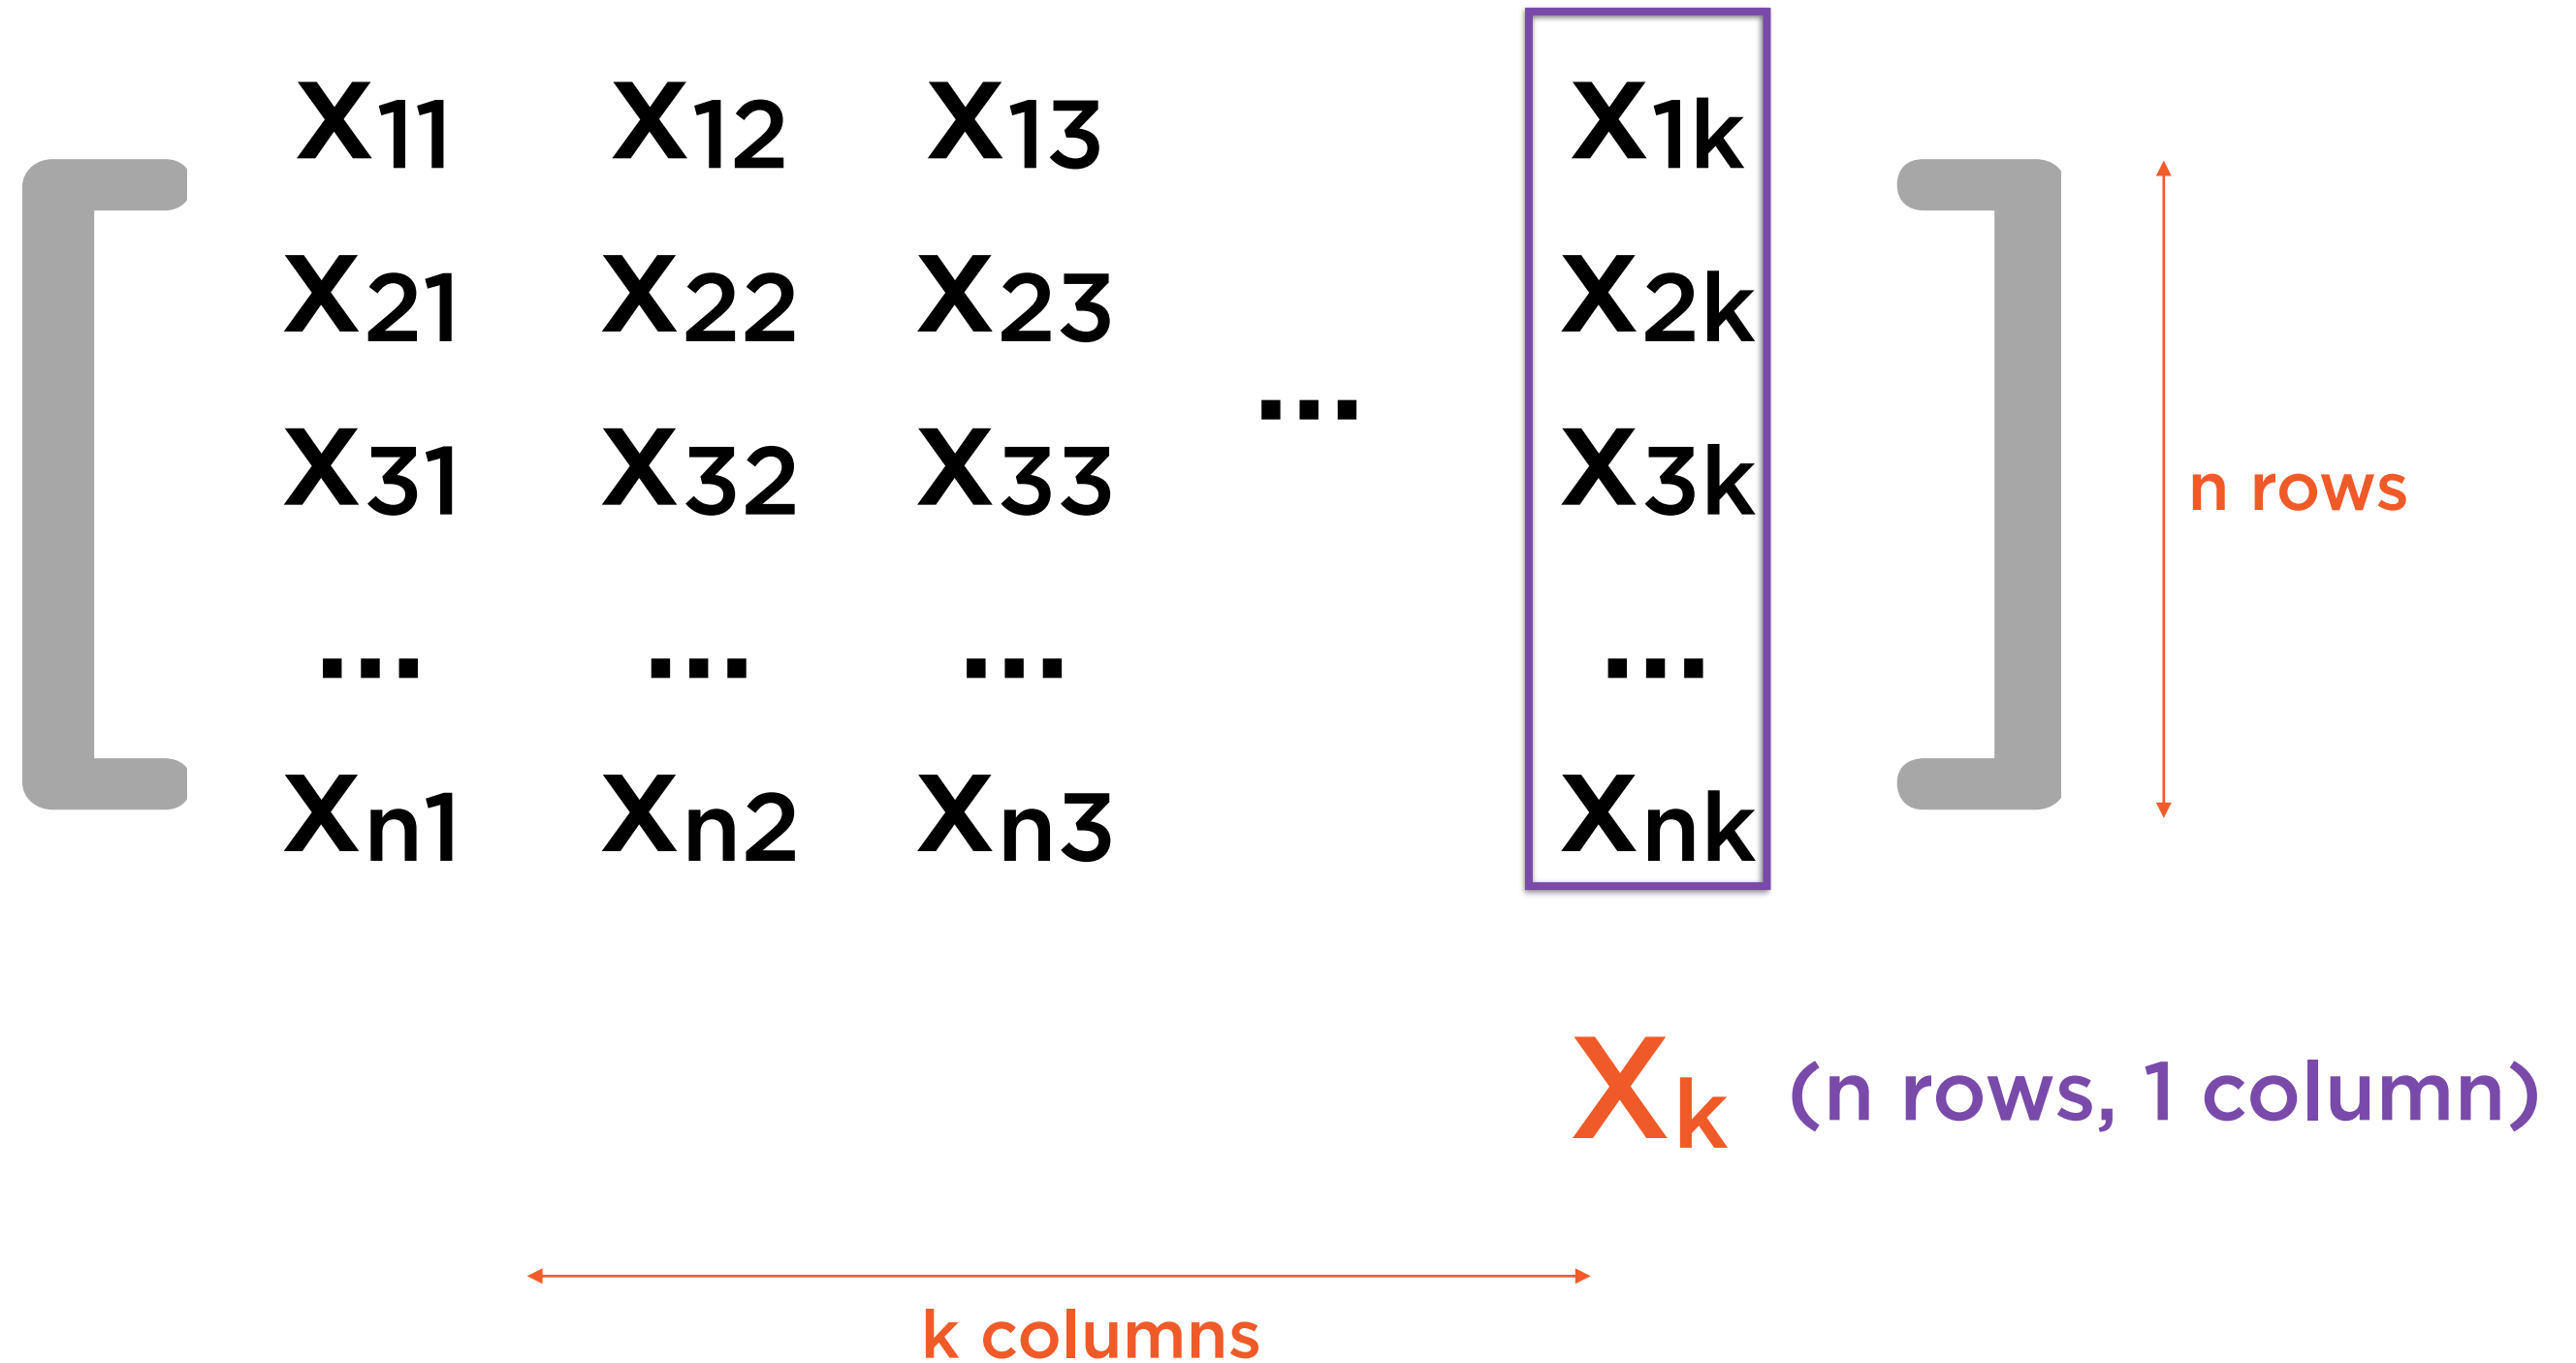 X11 X12 X13 X1k
X21 X22 X23 X2k
...
X31 X32 X33 X3k
n rows
... ... ... ...
Xn1 Xn2 Xn3 Xnk
Xk (n rows, 1 column)
k columns